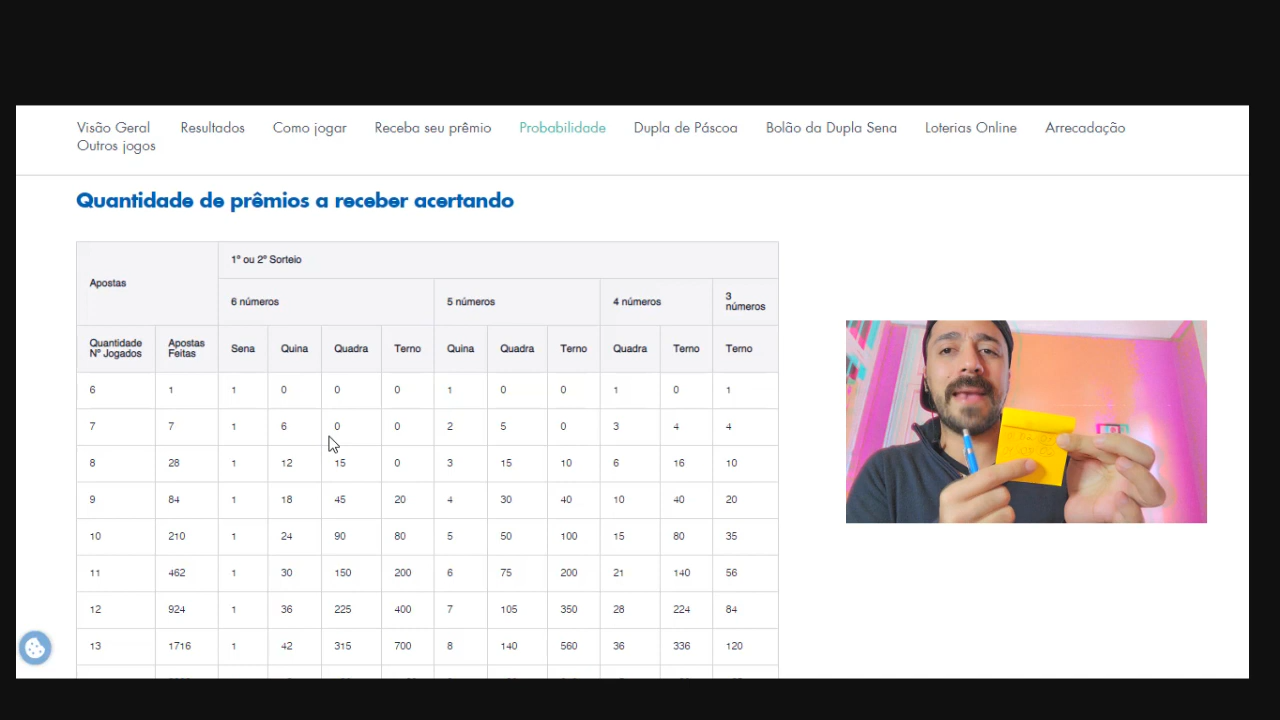 Visão Geral Resultados Como jogar Receba seu prêmio Probabilidade Dupla de Páscoa Bolão da Dupla Sena Loterias Online Arrecadação
Outros jogos
Quantidade de prêmios a receber acertando
Apostas 1º ou 2º Sorteio
6 números 5 números 4 números 3 números
Quantidade Nº Jogados Apostas Feitas Sena Quina Quadra Terno Quina Quadra Terno Quadra Terno Terno
6 1 1 0 0 0 1 0 0 1 0 1
7 7 1 6 0 0 2 5 0 3 4 4
8 28 1 12 15 0 3 15 10 6 16 10
9 84 1 18 45 20 4 30 40 10 40 20
10 210 1 24 90 80 5 50 100 15 80 35
11 462 1 30 150 200 6 75 200 21 140 56
12 924 1 36 225 400 7 105 350 28 224 84
13 1716 1 42 315 700 8 140 560 36 336 120